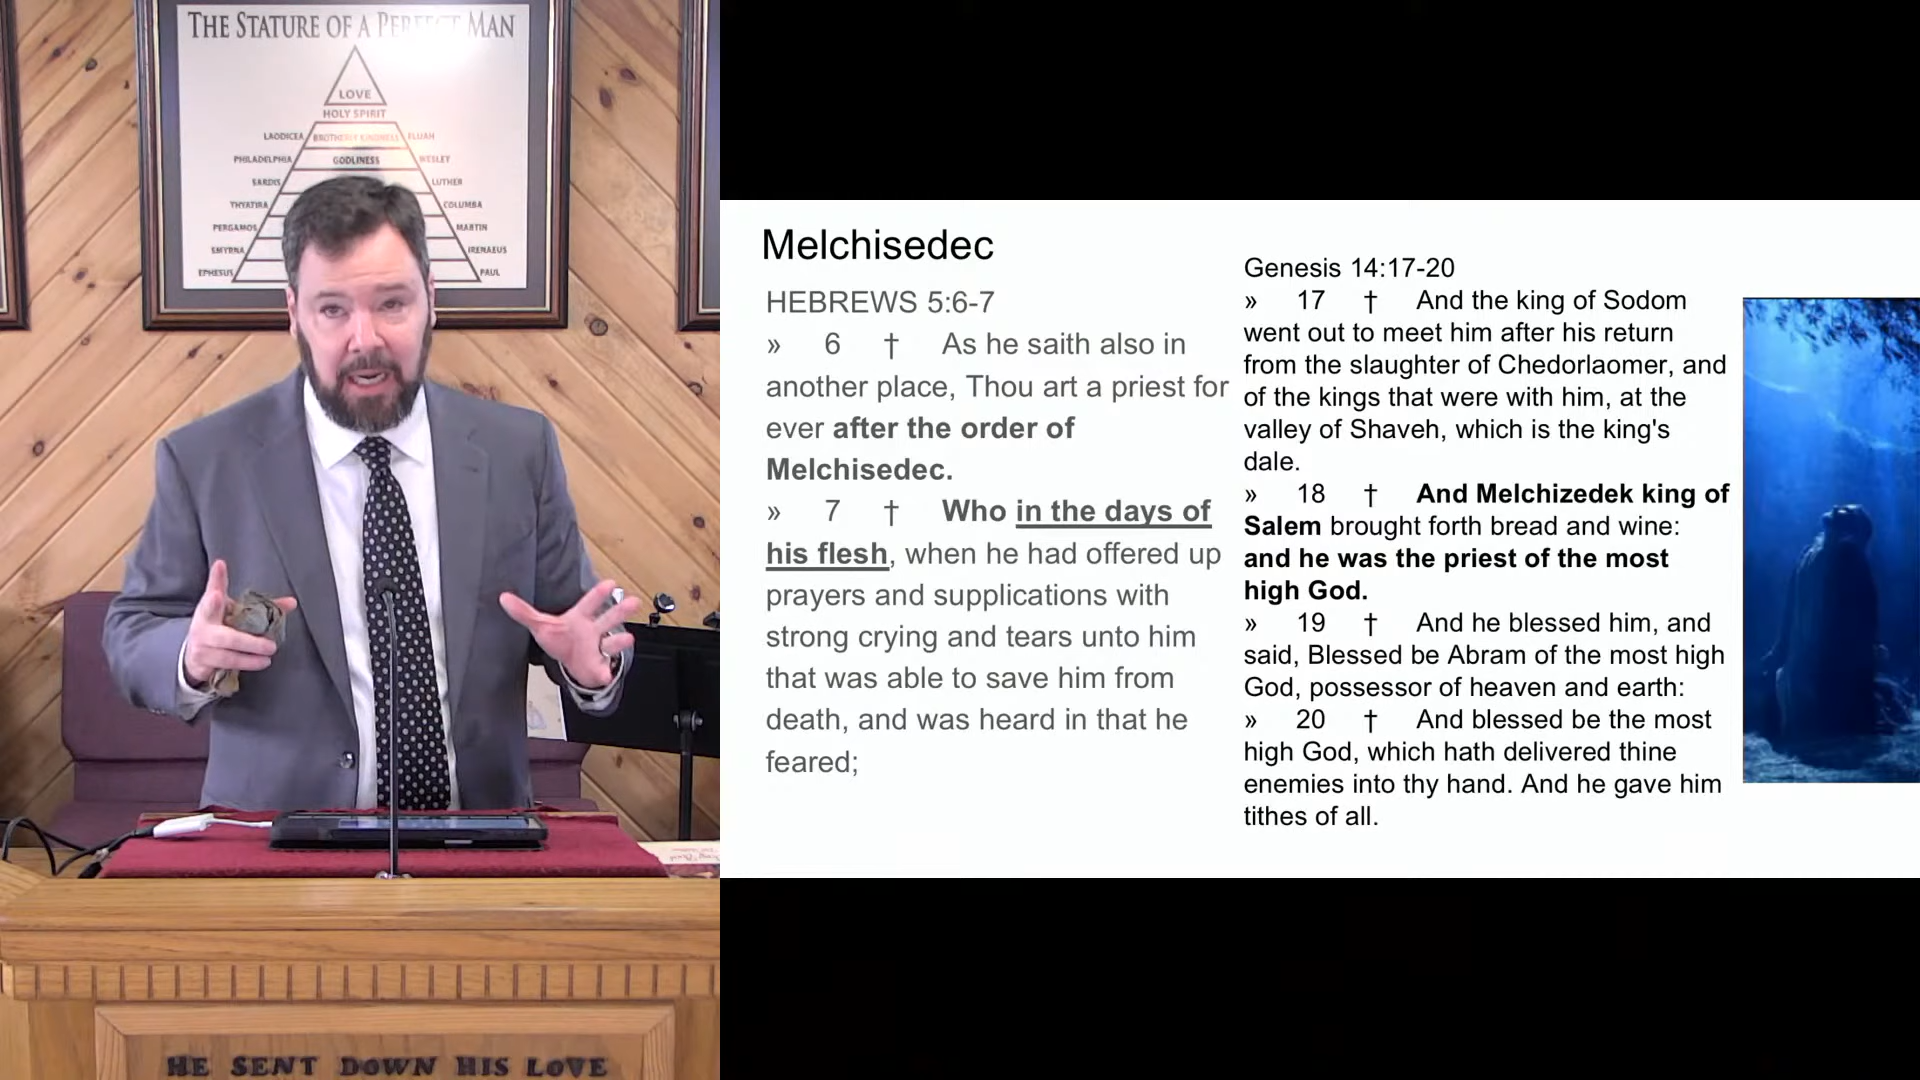 THE STATURE OF A PERFECT MAN
LOVE
HOLY SPIRIT
LAODICEA BROTHERLY KINDNESS ELIJAH
PHILADELPHIA GODLINESS WESLEY
SARDIS LUTHER
THYATIRA COLUMBA
PERGAMOS MARTIN
SMYRNA IRENAEUS
EPHESUS PAUL
HE SENT DOWN HIS LOVE
Melchisedec
HEBREWS 5:6-7
» 6 † As he saith also in
another place, Thou art a priest for
ever after the order of
Melchisedec.
» 7 † Who in the days of
his flesh, when he had offered up
prayers and supplications with
strong crying and tears unto him
that was able to save him from
death, and was heard in that he
feared;
Genesis 14:17-20
» 17 † And the king of Sodom
went out to meet him after his return
from the slaughter of Chedorlaomer, and
of the kings that were with him, at the
valley of Shaveh, which is the king's
dale.
» 18 † And Melchizedek king of
Salem brought forth bread and wine:
and he was the priest of the most
high God.
» 19 † And he blessed him, and
said, Blessed be Abram of the most high
God, possessor of heaven and earth:
» 20 † And blessed be the most
high God, which hath delivered thine
enemies into thy hand. And he gave him
tithes of all.